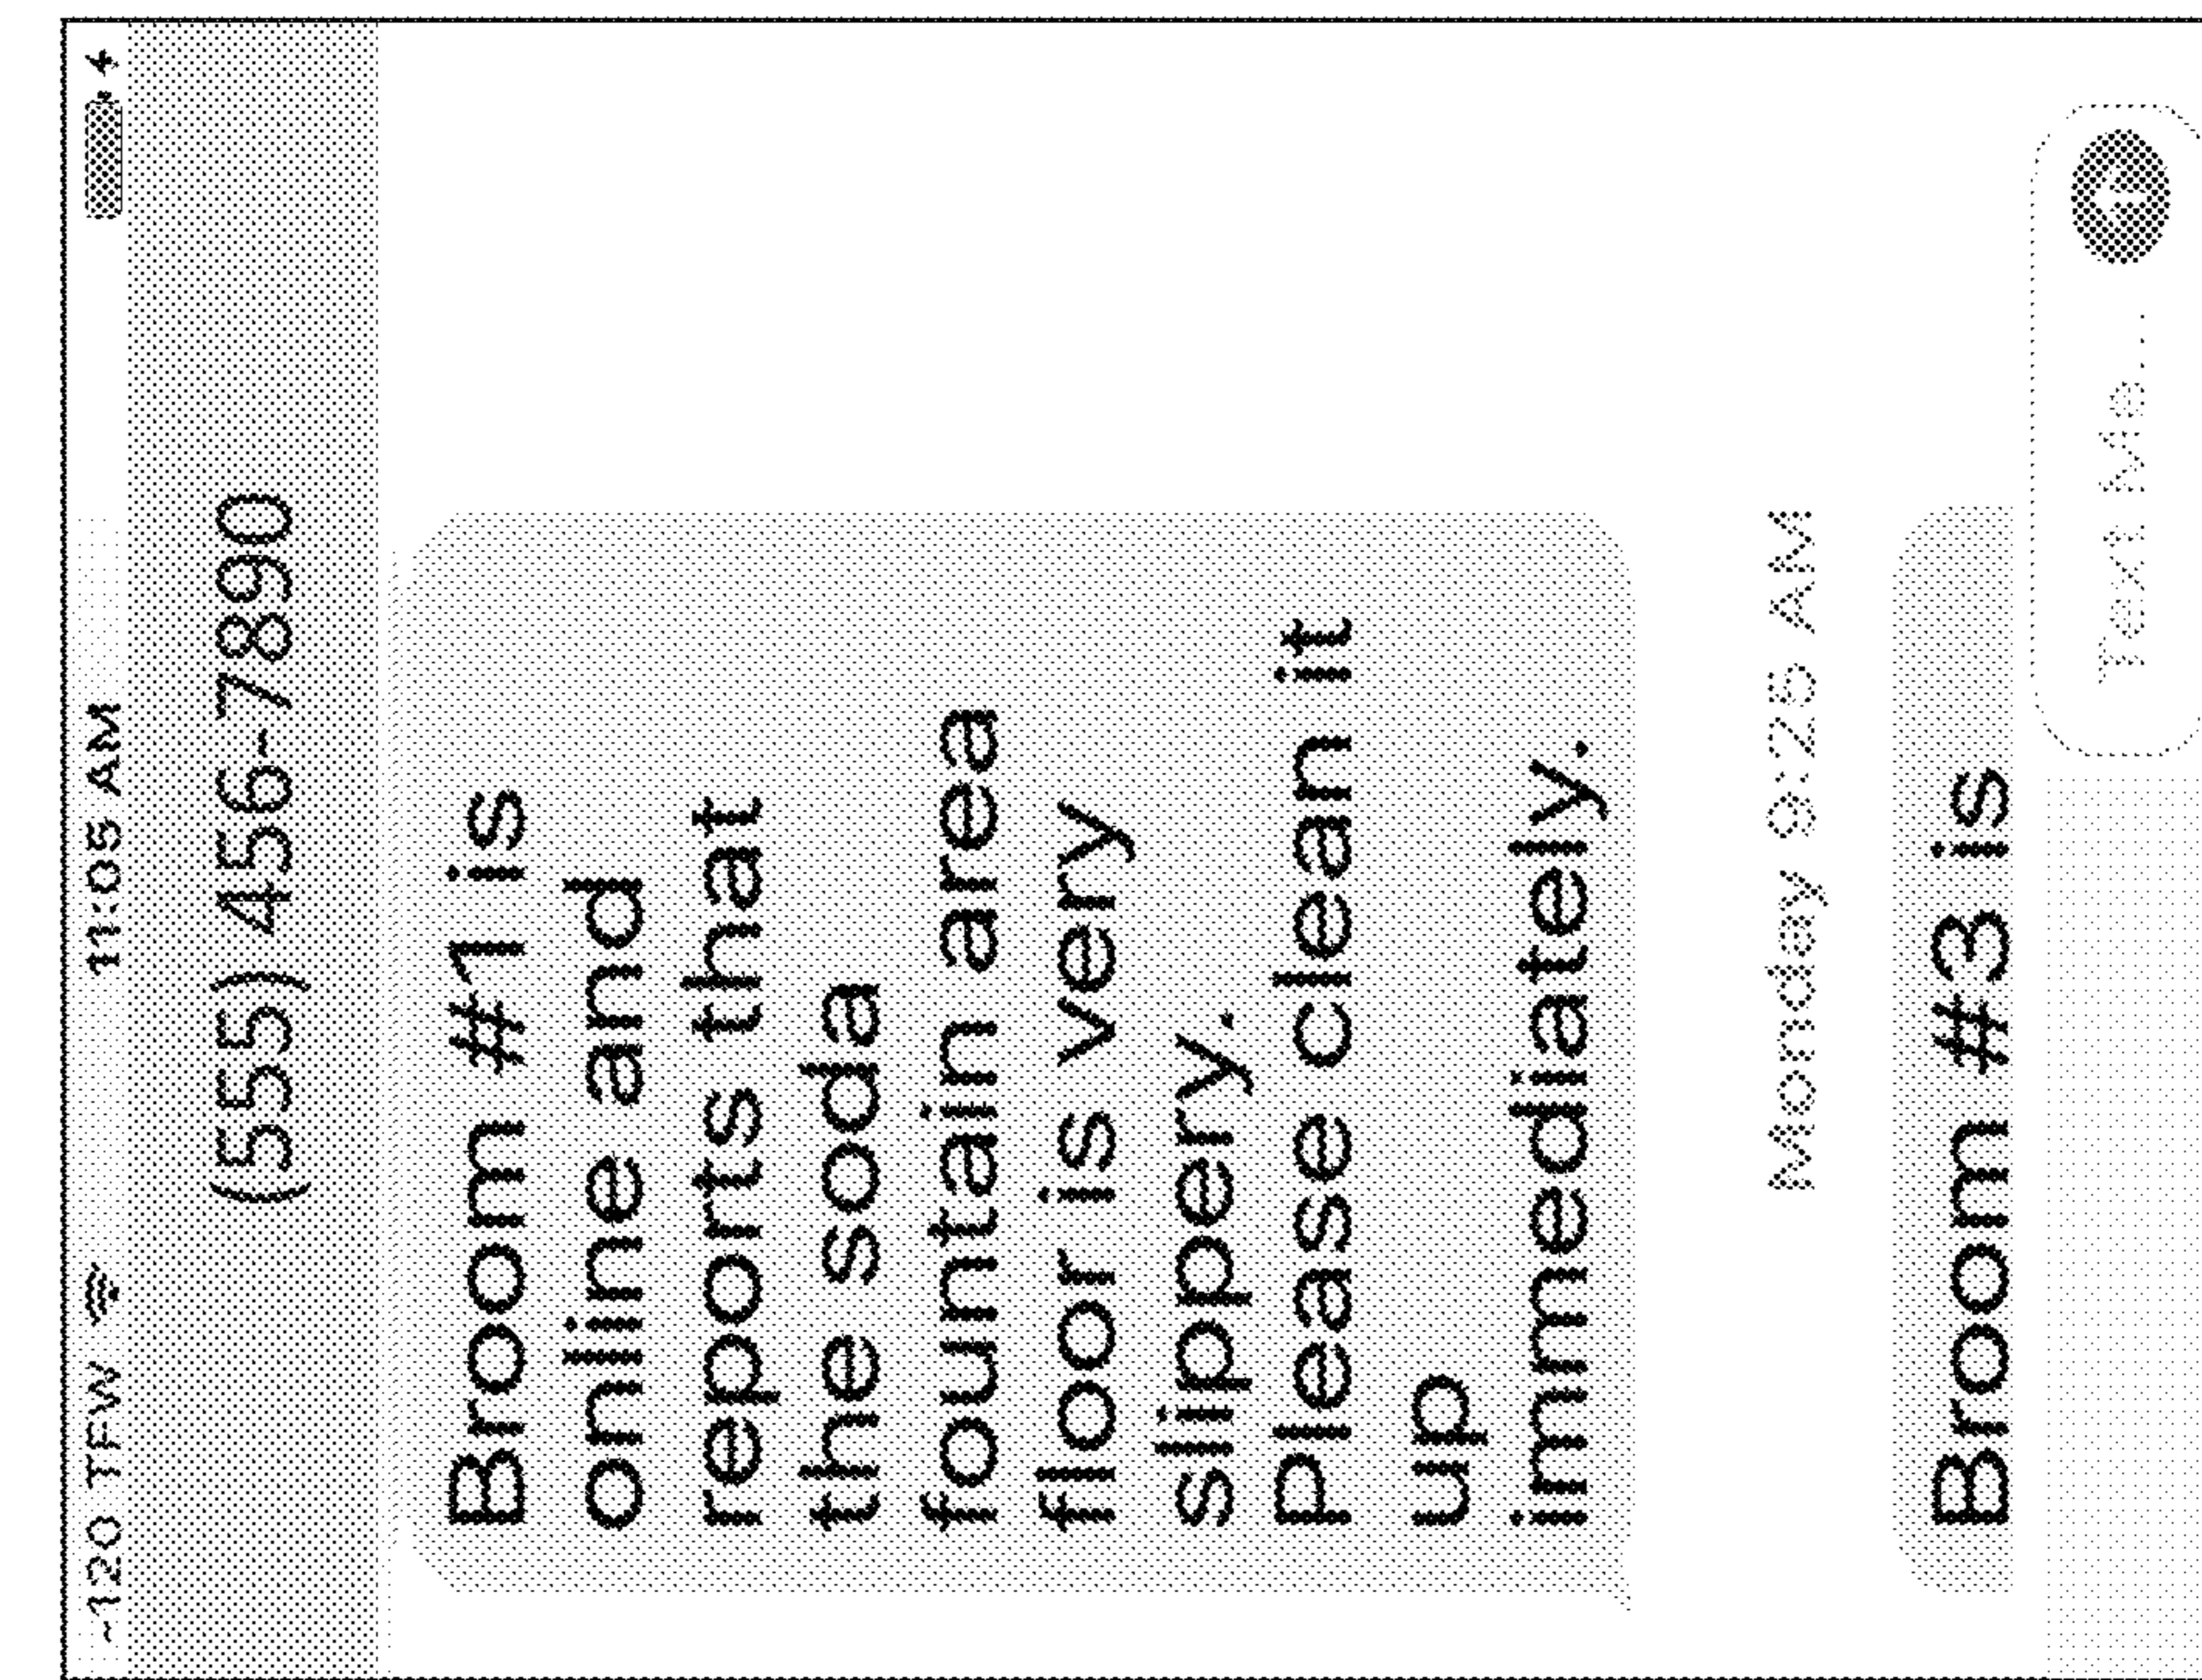 -120 TFW 11:05 AM
(555) 456-7890
Broom #1 is
online and
reports that
the soda
fountain area
floor is very
slippery.
Please clean it
up
immediately.
Monday 9:25 AM
Broom #3 is
Text Me...